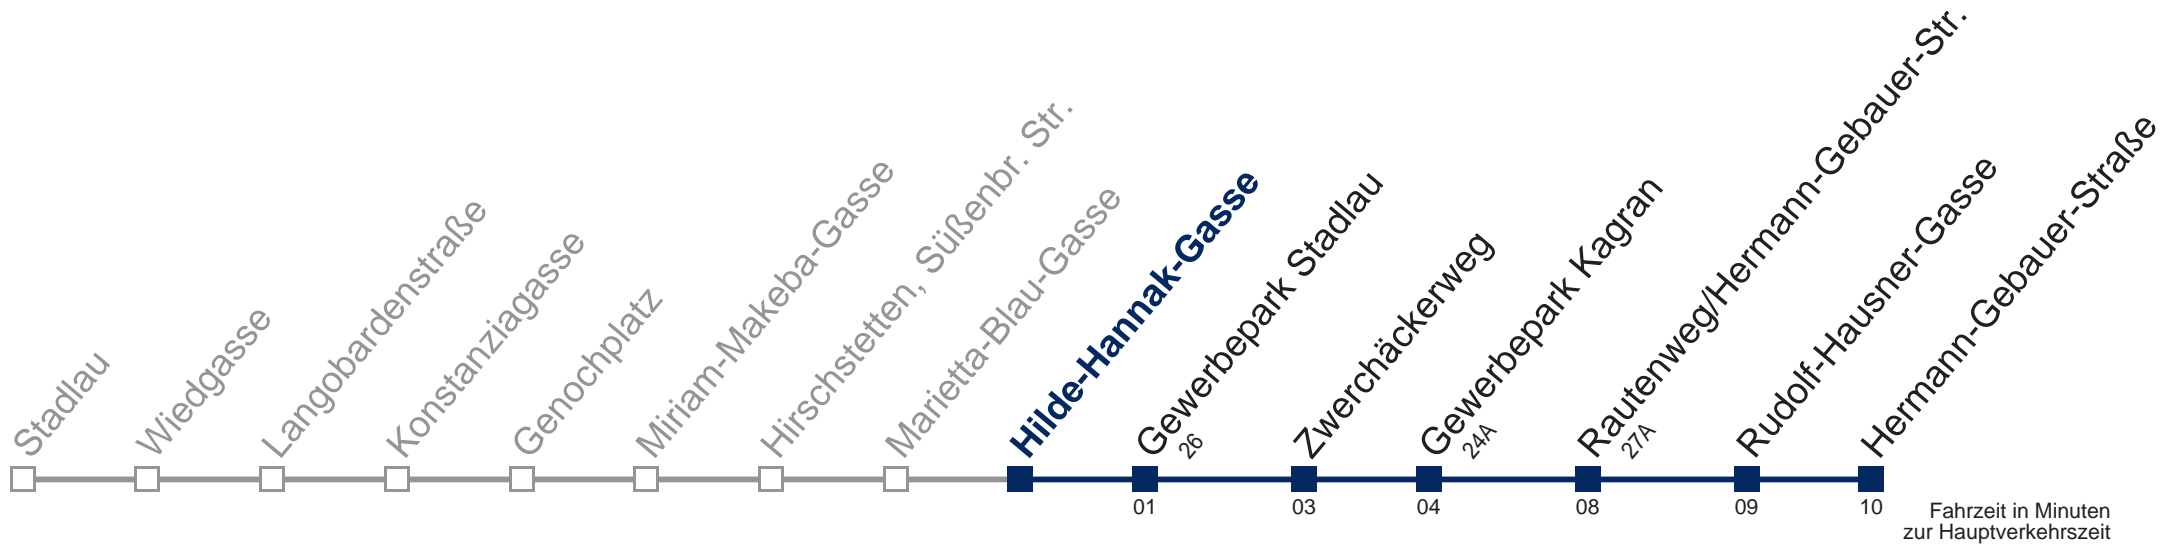 Stadlau
Wiedgasse
Langobardenstraße
Konstanziagasse
Genochplatz
Miriam-Makeba-Gasse
Hirschstetten, Süßenbr. Str.
Marietta-Blau-Gasse
Hilde-Hannak-Gasse
Gewerbepark Stadlau
26
Zwerchäckerweg
Gewerbepark Kagran
24A
Rautenweg/Hermann-Gebauer-Str.
27A
Rudolf-Hausner-Gasse
Hermann-Gebauer-Straße
01
03
04
08
09
10
Fahrzeit in Minuten
zur Hauptverkehrszeit